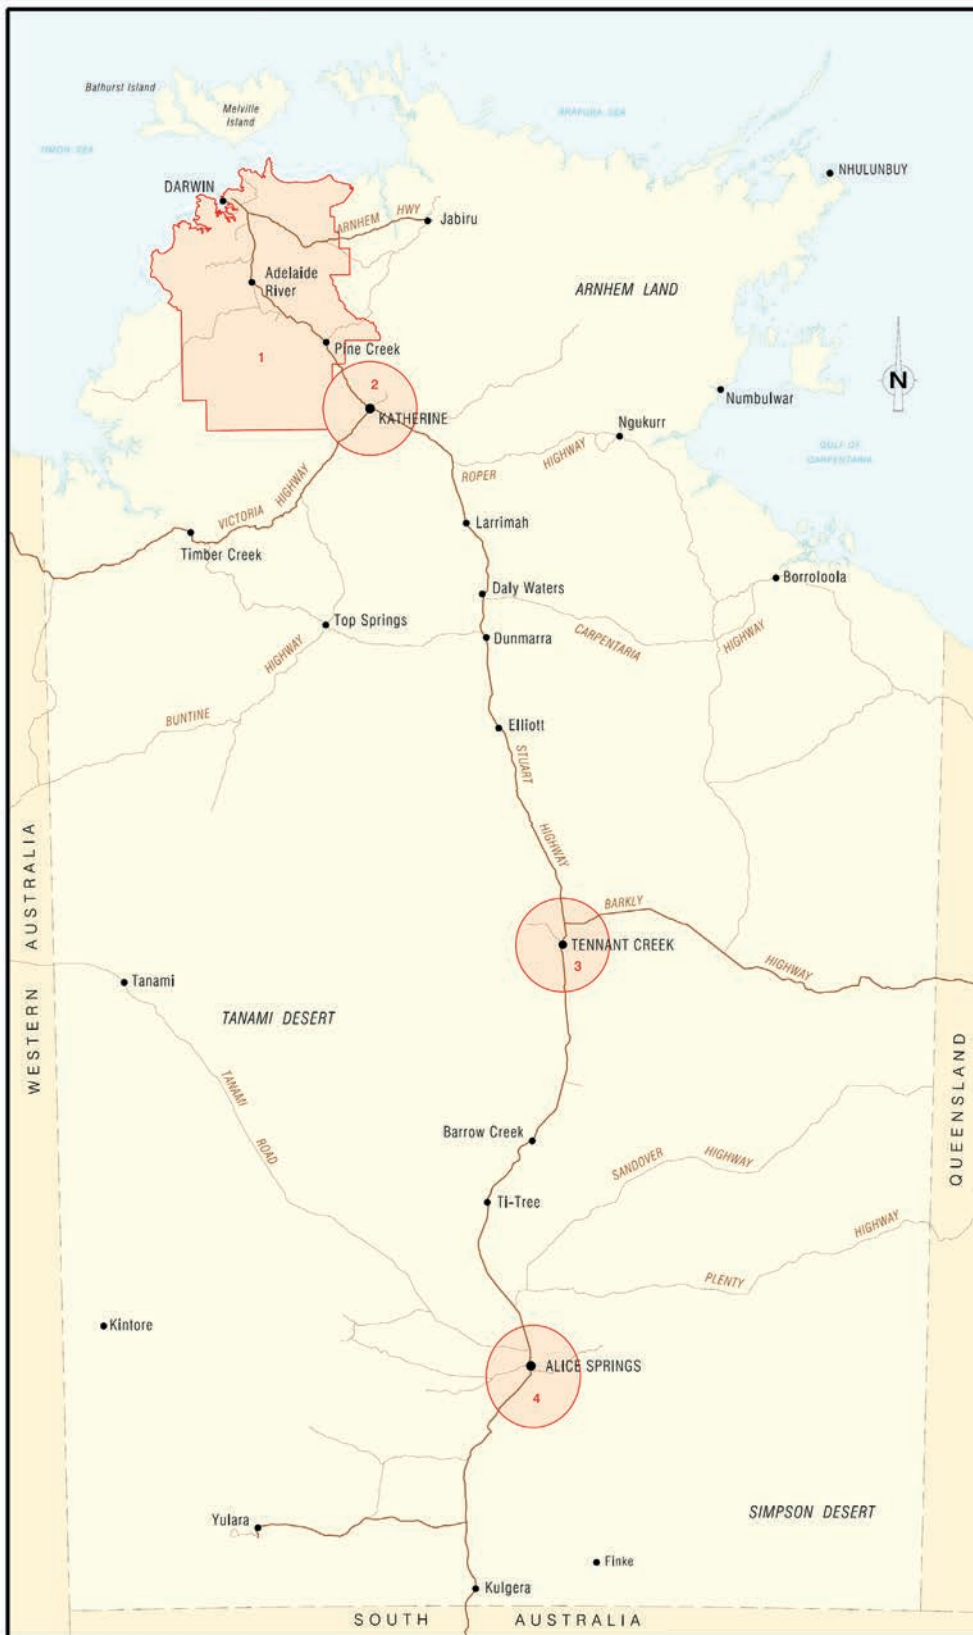 Bathurst Island
Melville
Island
ARAFURA SEA
TIMOR SEA
NHULUNBUY
DARWIN
ARNHEM HWY
Jabiru
Adelaide
River
ARNHEM LAND
1
Pine Creek
2
N
KATHERINE
Numbulwar
Ngukurr
GULF OF
CARPENTARIA
ROPER HIGHWAY
VICTORIA HIGHWAY
Larrimah
Timber Creek
Daly Waters
Borroloola
Top Springs
CARPENTARIA HIGHWAY
Dunmarra
BUNTINE HIGHWAY
Elliott
STUART HIGHWAY
WESTERN AUSTRALIA
BARKLY HIGHWAY
TENNANT CREEK
3
Tanami
TANAMI DESERT
QUEENSLAND
TANAMI ROAD
Barrow Creek
SANDOVER HIGHWAY
Ti-Tree
PLENTY HIGHWAY
Kintore
ALICE SPRINGS
4
SIMPSON DESERT
Yulara
Finke
Kulgera
SOUTH AUSTRALIA